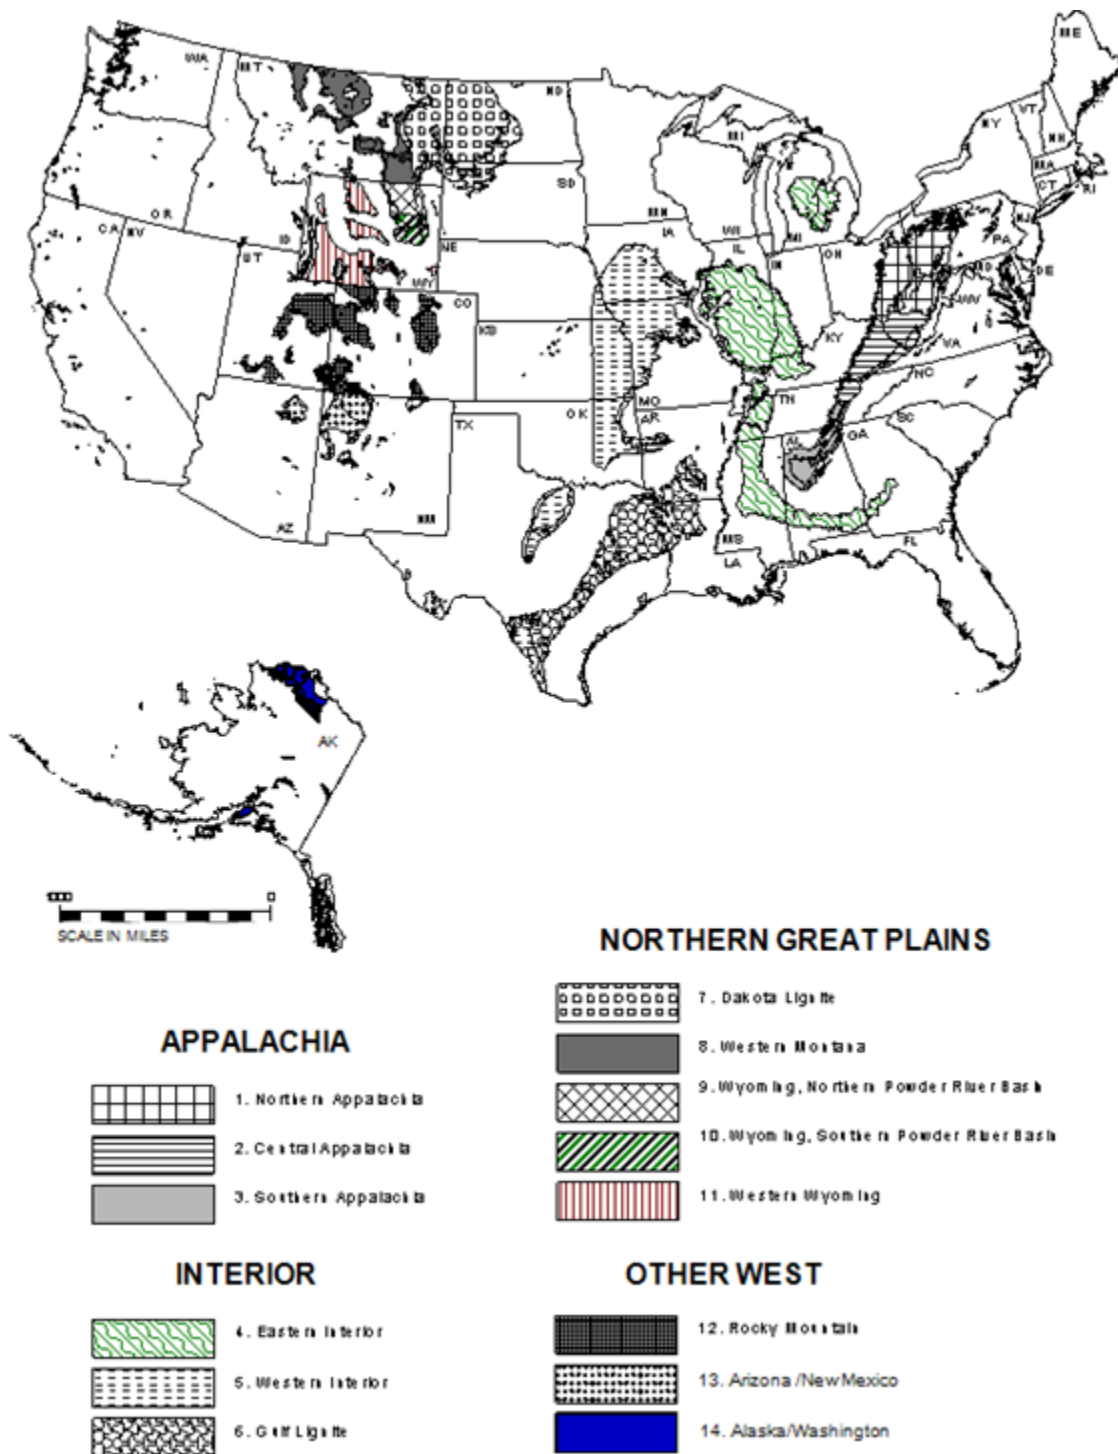 WA
MT
ND
ME
VT
NH
NY
MA
CT
RI
MI
OR
ID
SD
MN
WI
IA
CA
NV
UT
WY
NE
CO
IL
IN
MI
OH
PA
NJ
MD
DE
WV
VA
KS
MO
KY
NC
TN
SC
OK
AR
TX
AL
GA
AZ
NM
MS
LA
FL
AK
SCALE IN MILES
NORTHERN GREAT PLAINS
7. Dakota Lignite
8. Western Montana
9. Wyoming, Northern Powder River Basin
10. Wyoming, Southern Powder River Basin
11. Western Wyoming
APPALACHIA
1. Northern Appalachia
2. Central Appalachia
3. Southern Appalachia
INTERIOR
4. Eastern Interior
5. Western Interior
6. Gulf Lignite
OTHER WEST
12. Rocky Mountain
13. Arizona/New Mexico
14. Alaska/Washington